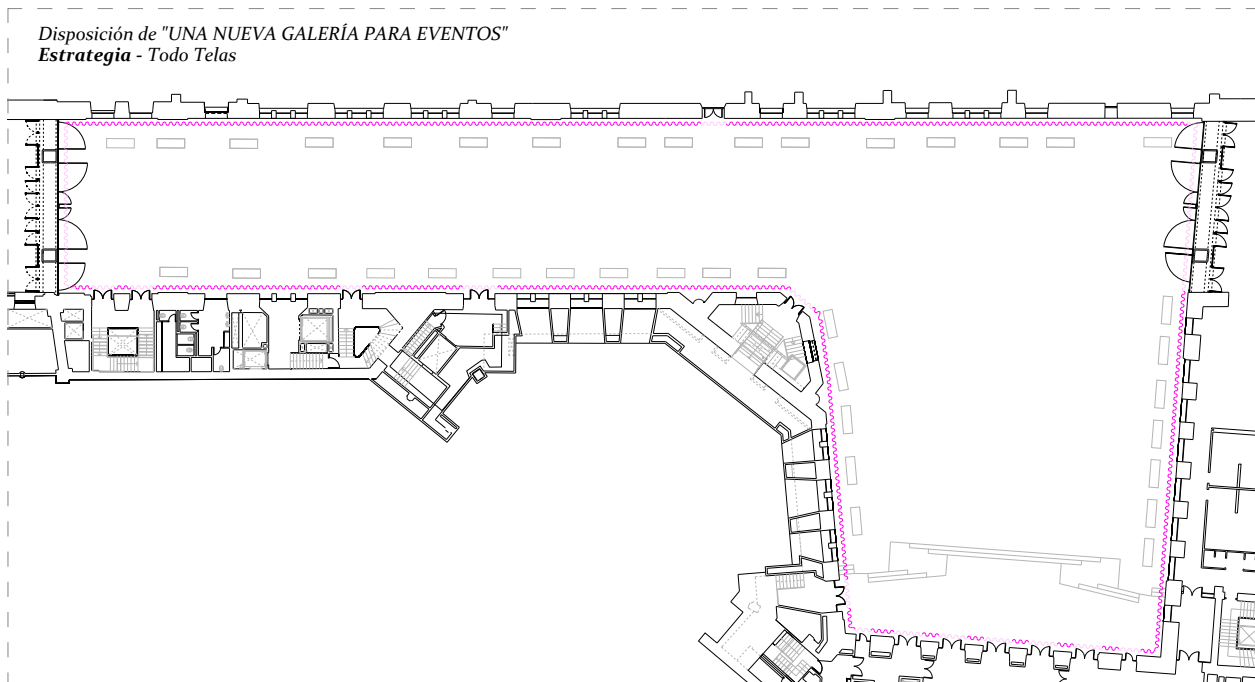 Disposición de "UNA NUEVA GALERÍA PARA EVENTOS"
Estrategia - Todo Telas